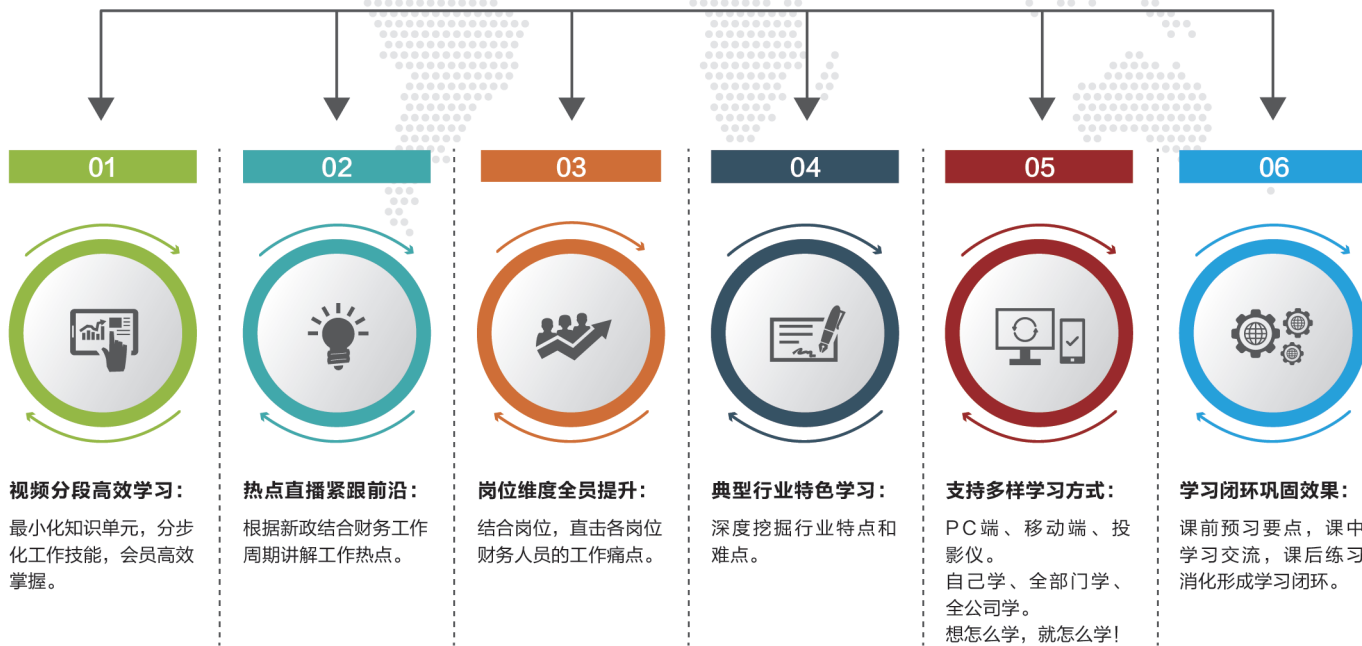 01
视频分段高效学习：
最小化知识单元，分步
化工作技能，会员高效
掌握。
02
热点直播紧跟前沿：
根据新政结合财务工作
周期讲解工作热点。
03
岗位维度全员提升：
结合岗位，直击各岗位
财务人员的工作痛点。
04
典型行业特色学习：
深度挖掘行业特点和
难点。
05
支持多样学习方式：
PC端、移动端、投
影仪。
自己学、全部门学、
全公司学。
想怎么学，就怎么学！
06
学习闭环巩固效果：
课前预习要点，课中
学习交流，课后练习
消化形成学习闭环。